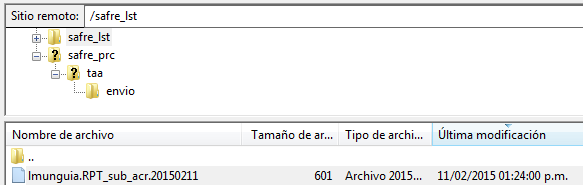 Sitio remoto: /safre_lst
safre_lst
safre_prc
taa
envio
Nombre de archivo Tamaño de ar... Tipo de archi... Última modificación
..
lmunguia.RPT_sub_acr.20150211 601 Archivo 2015... 11/02/2015 01:24:00 p.m.